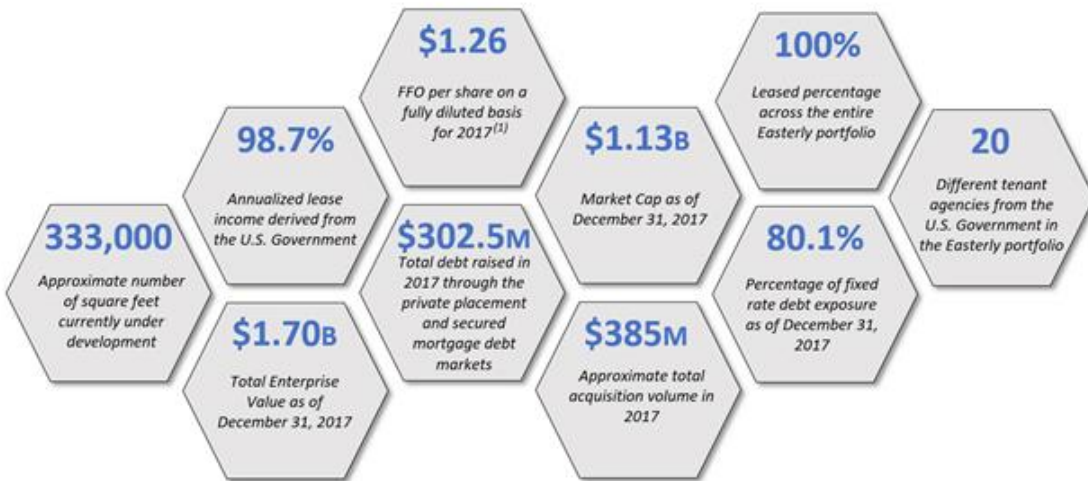 333,000
Approximate number
of square feet
currently under
development
98.7%
Annualized lease
income derived from
the U.S. Government
$1.70B
Total Enterprise
Value as of
December 31, 2017
$1.26
FFO per share on a
fully diluted basis
for 2017(1)
$302.5M
Total debt raised in
2017 through the
private placement
and secured
mortgage debt
markets
$1.13B
Market Cap as of
December 31, 2017
$385M
Approximate total
acquisition volume in
2017
100%
Leased percentage
across the entire
Easterly portfolio
80.1%
Percentage of fixed
rate debt exposure
as of December 31,
2017
20
Different tenant
agencies from the
U.S. Government in
the Easterly portfolio